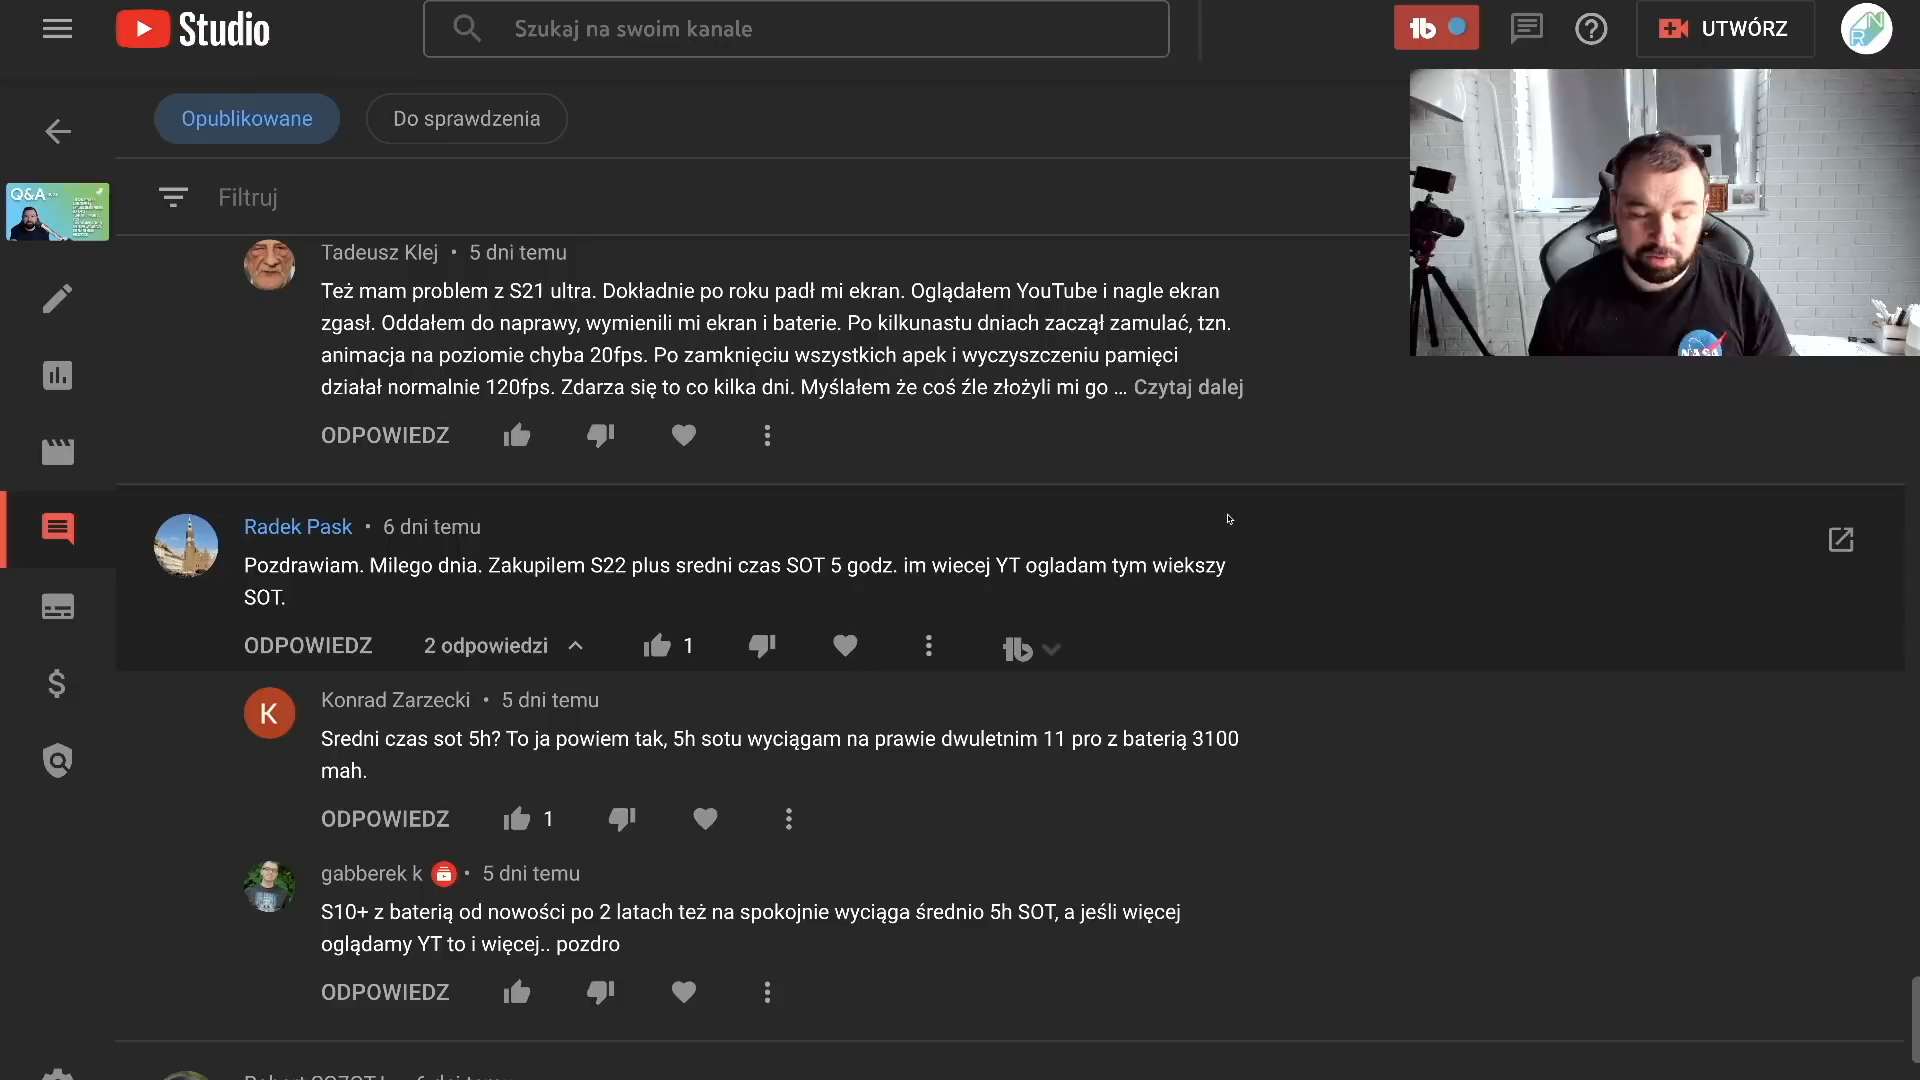 Studio
Szukaj na swoim kanale
UTWÓRZ
Opublikowane
Do sprawdzenia
Q&A
Filtruj
Tadeusz Klej • 5 dni temu
Też mam problem z S21 ultra. Dokładnie po roku padł mi ekran. Oglądałem YouTube i nagle ekran
zgasł. Oddałem do naprawy, wymienili mi ekran i baterie. Po kilkunastu dniach zaczął zamulać, tzn.
animacja na poziomie chyba 20fps. Po zamknięciu wszystkich apek i wyczyszczeniu pamięci
działał normalnie 120fps. Zdarza się to co kilka dni. Myślałem że coś źle złożyli mi go ... Czytaj dalej
ODPOWIEDZ
Radek Pask • 6 dni temu
Pozdrawiam. Milego dnia. Zakupilem S22 plus sredni czas SOT 5 godz. im wiecej YT ogladam tym wiekszy
SOT.
ODPOWIEDZ 2 odpowiedzi 1
K
Konrad Zarzecki • 5 dni temu
Sredni czas sot 5h? To ja powiem tak, 5h sotu wyciągam na prawie dwuletnim 11 pro z baterią 3100
mah.
ODPOWIEDZ 1
gabberek k • 5 dni temu
S10+ z baterią od nowości po 2 latach też na spokojnie wyciąga średnio 5h SOT, a jeśli więcej
oglądamy YT to i więcej.. pozdro
ODPOWIEDZ
NASA